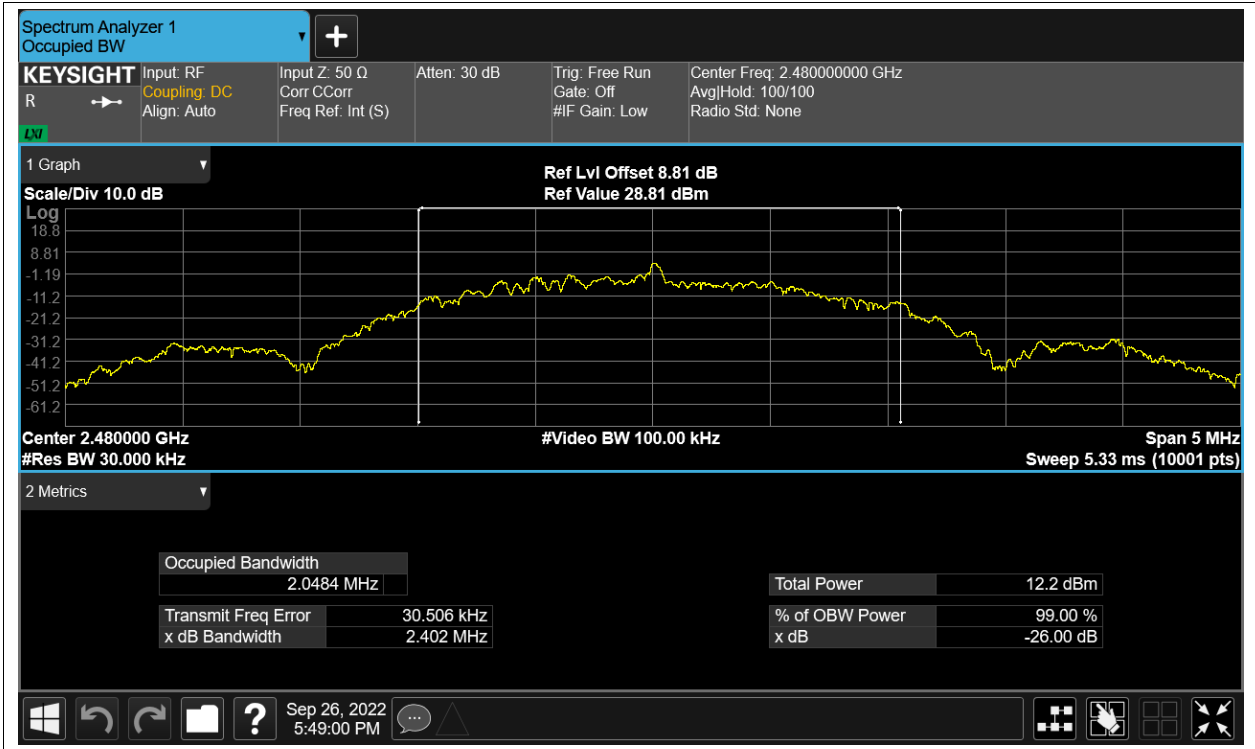 Spectrum Analyzer 1
Occupied BW
▼
+
KEYSIGHT
R
LXI
Input: RF
Coupling: DC
Align: Auto
Input Z: 50 Ω
Corr CCorr
Freq Ref: Int (S)
Atten: 30 dB
Trig: Free Run
Gate: Off
#IF Gain: Low
Center Freq: 2.480000000 GHz
Avg|Hold: 100/100
Radio Std: None
1 Graph ▼
Scale/Div 10.0 dB
Ref Lvl Offset 8.81 dB
Ref Value 28.81 dBm
Log
18.8
8.81
-1.19
-11.2
-21.2
-31.2
-41.2
-51.2
-61.2
Center 2.480000 GHz
#Res BW 30.000 kHz
#Video BW 100.00 kHz
Span 5 MHz
Sweep 5.33 ms (10001 pts)
2 Metrics ▼
Occupied Bandwidth
2.0484 MHz
Transmit Freq Error 30.506 kHz
x dB Bandwidth 2.402 MHz
Total Power 12.2 dBm
% of OBW Power 99.00 %
x dB -26.00 dB
?
Sep 26, 2022
5:49:00 PM